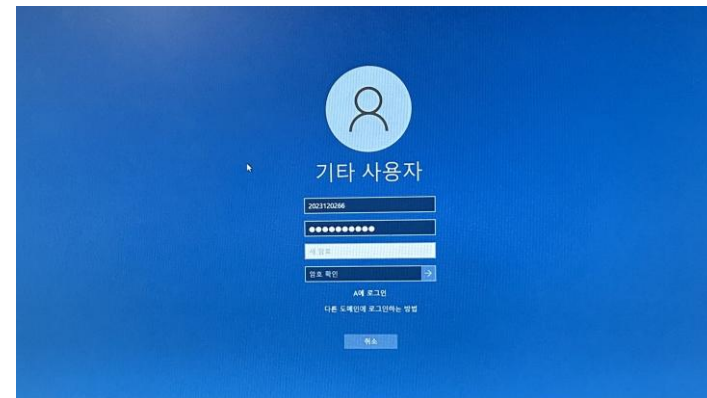 기타 사용자
2023120266
새 암호
암호 확인
A에 로그인
다른 도메인에 로그인하는 방법
취소